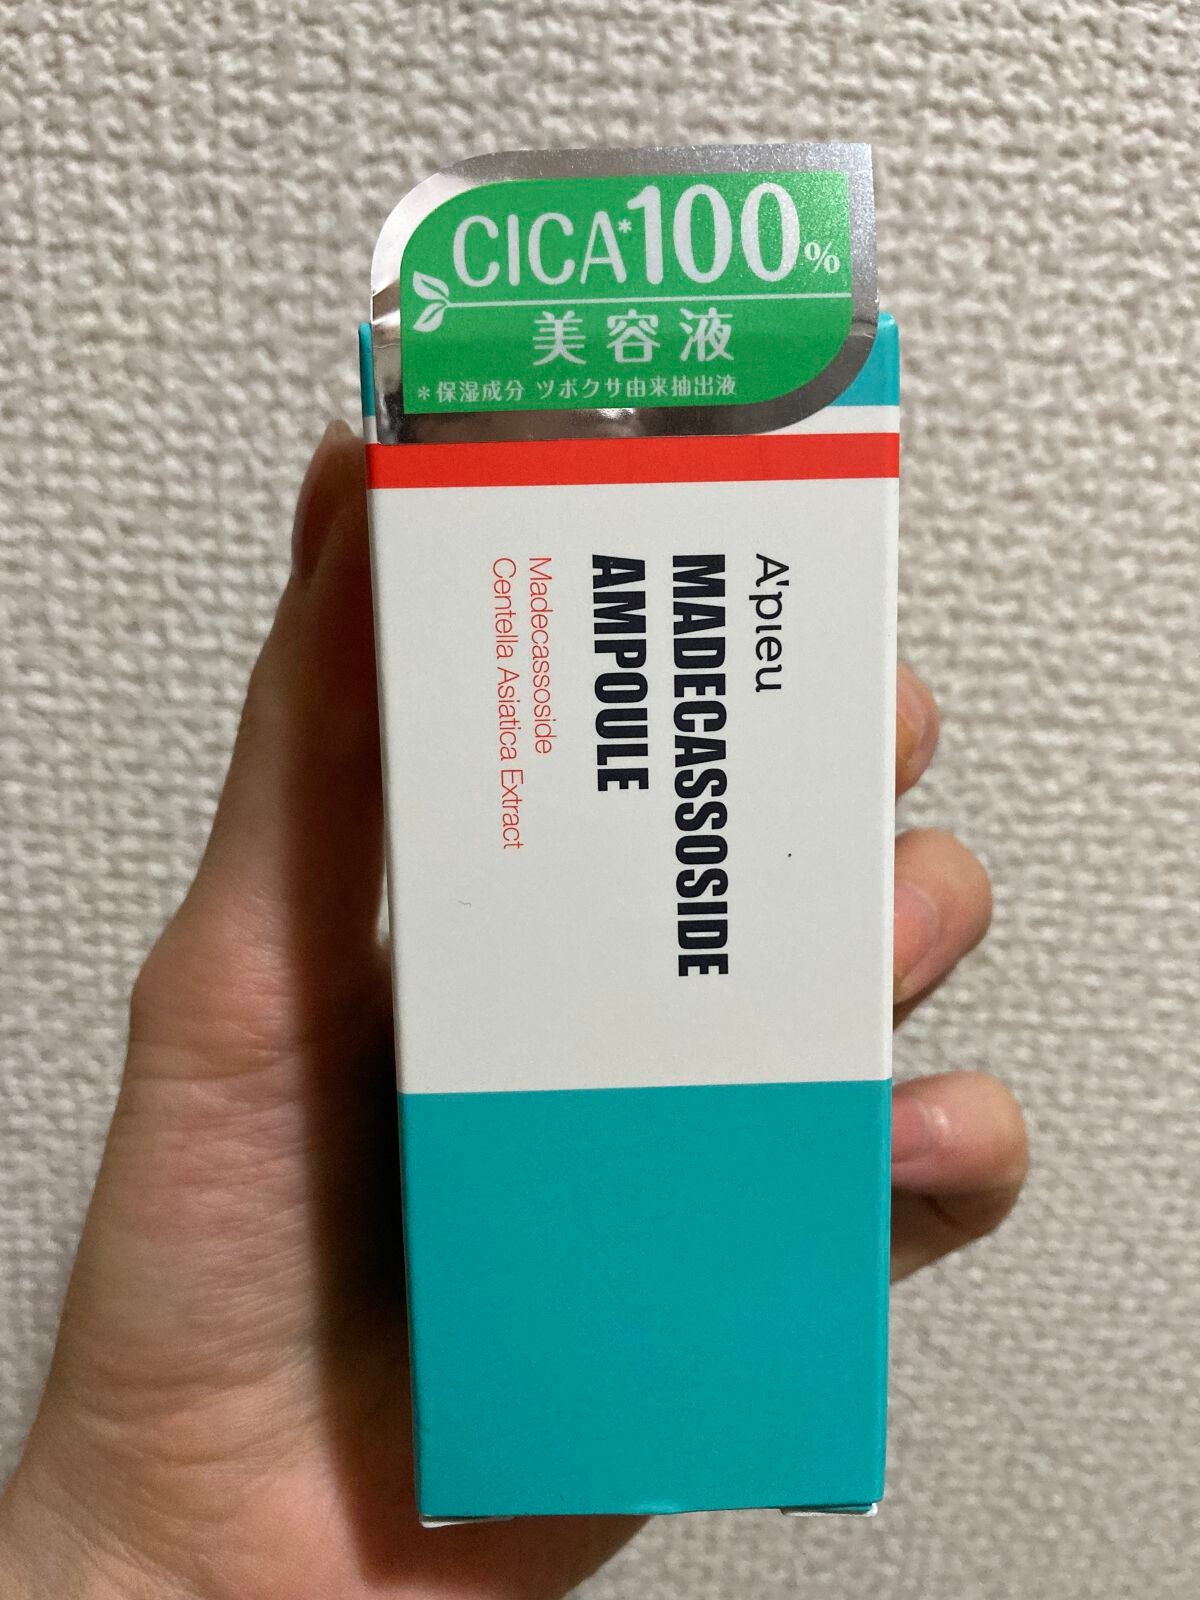 CICA*100%
美容液
*保湿成分 ツボクサ由来抽出液
A'pieu
MADECASSOSIDE
AMPOULE
Madecassoside
Centella Asiatica Extract